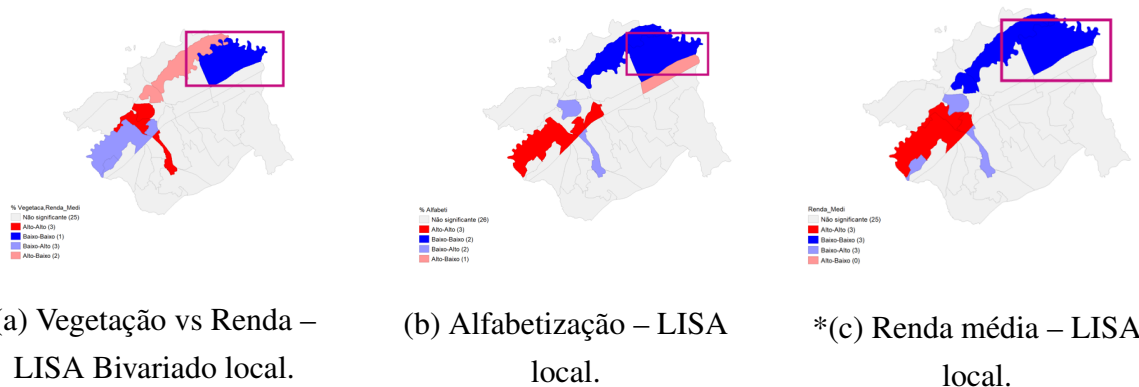 % Vegetaca,Renda_Medi
Não significante (25)
Alto-Alto (3)
Baixo-Baixo (1)
Baixo-Alto (3)
Alto-Baixo (2)
% Alfabeti
Não significante (26)
Alto-Alto (3)
Baixo-Baixo (2)
Baixo-Alto (2)
Alto-Baixo (1)
Renda_Medi
Não significante (25)
Alto-Alto (3)
Baixo-Baixo (3)
Baixo-Alto (3)
Alto-Baixo (0)
a) Vegetação vs Renda –
LISA Bivariado local.
(b) Alfabetização – LISA
local.
*(c) Renda média – LISA
local.